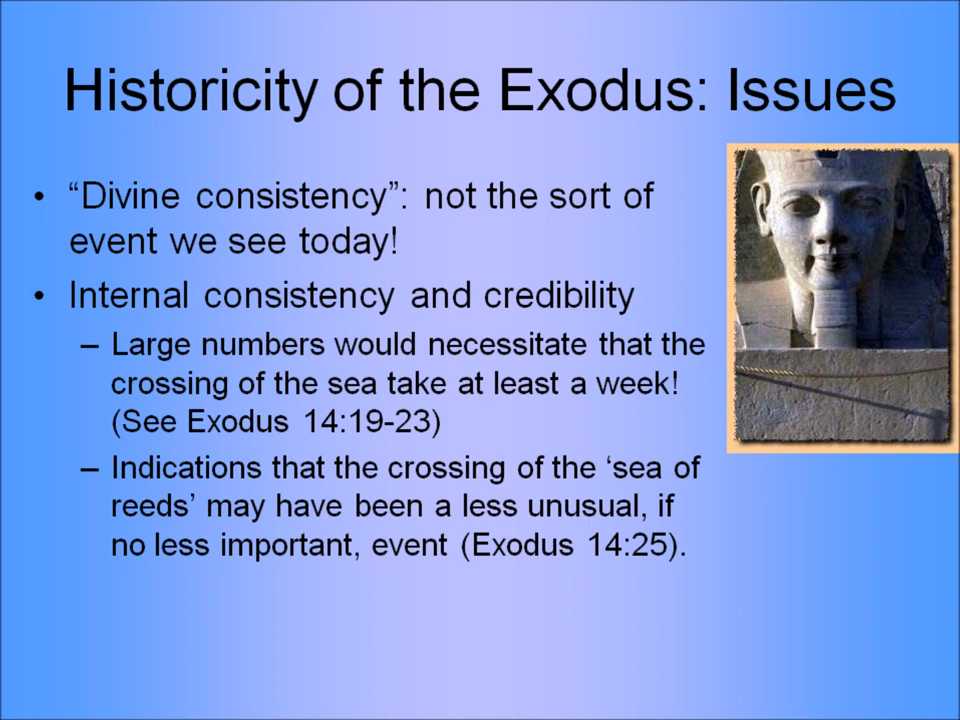 Historicity of the Exodus: Issues
• “Divine consistency”: not the sort of
event we see today!
• Internal consistency and credibility
– Large numbers would necessitate that the
crossing of the sea take at least a week!
(See Exodus 14:19-23)
– Indications that the crossing of the ‘sea of
reeds’ may have been a less unusual, if
no less important, event (Exodus 14:25).